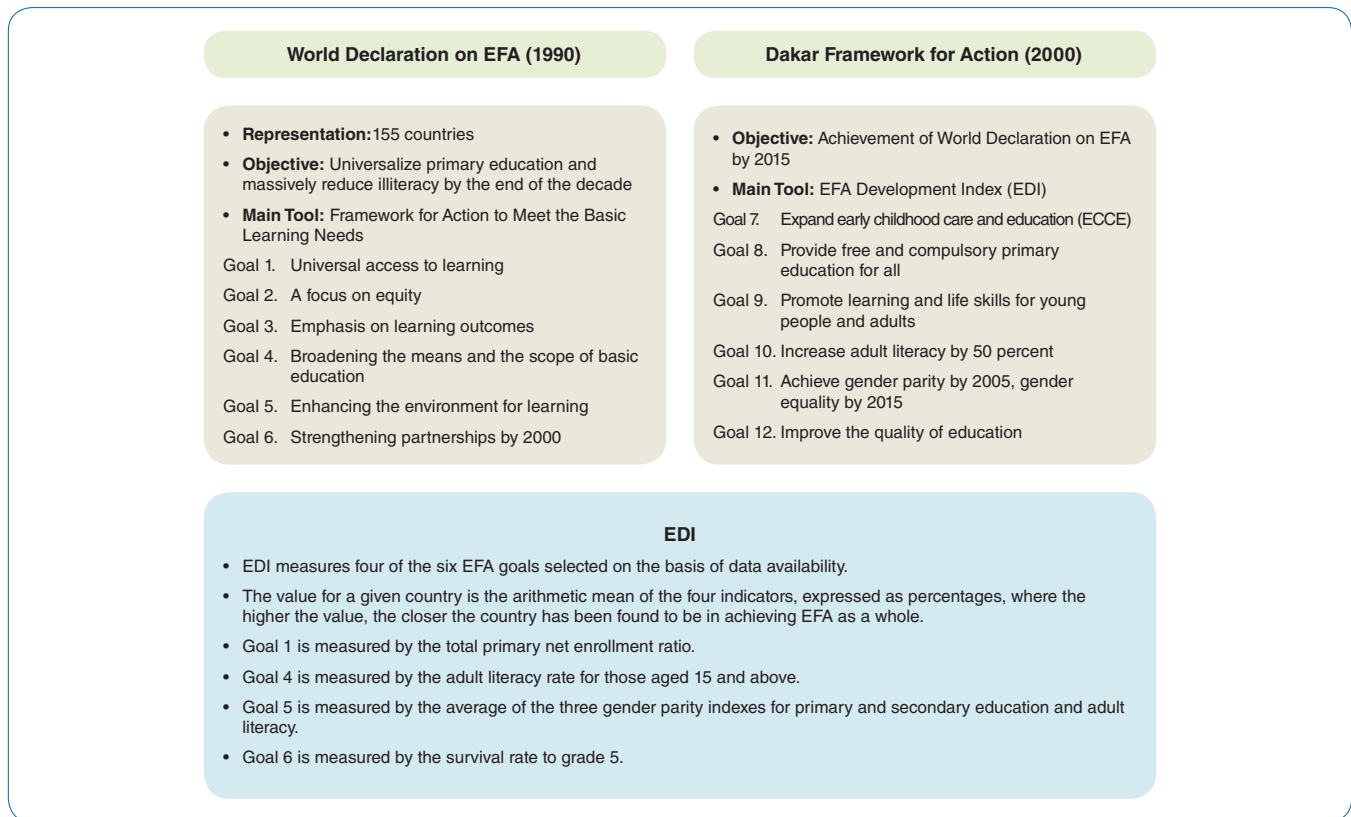 World Declaration on EFA (1990)
• Representation:155 countries
• Objective: Universalize primary education and
massively reduce illiteracy by the end of the decade
• Main Tool: Framework for Action to Meet the Basic
Learning Needs
Goal 1. Universal access to learning
Goal 2. A focus on equity
Goal 3. Emphasis on learning outcomes
Goal 4. Broadening the means and the scope of basic
education
Goal 5. Enhancing the environment for learning
Goal 6. Strengthening partnerships by 2000
Dakar Framework for Action (2000)
• Objective: Achievement of World Declaration on EFA
by 2015
• Main Tool: EFA Development Index (EDI)
Goal 7. Expand early childhood care and education (ECCE)
Goal 8. Provide free and compulsory primary
education for all
Goal 9. Promote learning and life skills for young
people and adults
Goal 10. Increase adult literacy by 50 percent
Goal 11. Achieve gender parity by 2005, gender
equality by 2015
Goal 12. Improve the quality of education
EDI
• EDI measures four of the six EFA goals selected on the basis of data availability.
• The value for a given country is the arithmetic mean of the four indicators, expressed as percentages, where the
higher the value, the closer the country has been found to be in achieving EFA as a whole.
• Goal 1 is measured by the total primary net enrollment ratio.
• Goal 4 is measured by the adult literacy rate for those aged 15 and above.
• Goal 5 is measured by the average of the three gender parity indexes for primary and secondary education and adult
literacy.
• Goal 6 is measured by the survival rate to grade 5.